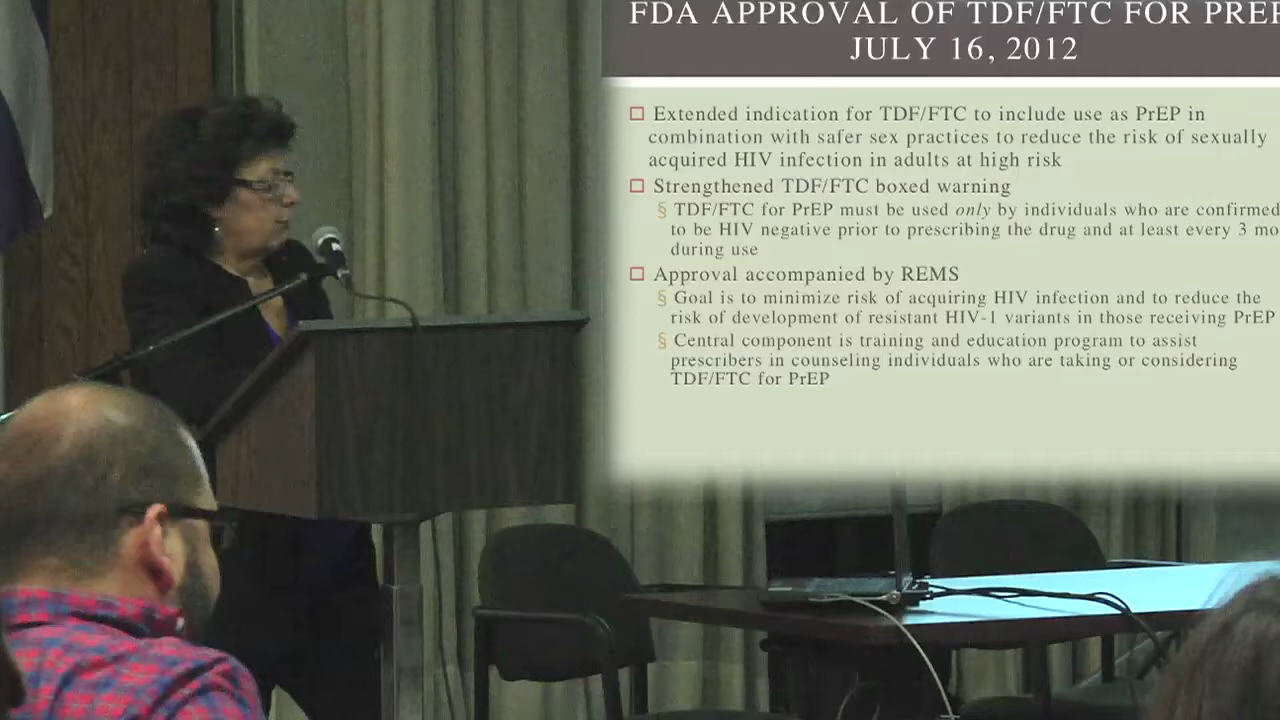 FDA APPROVAL OF TDF/FTC FOR PREP
JULY 16, 2012
Extended indication for TDF/FTC to include use as PrEP in
combination with safer sex practices to reduce the risk of sexually
acquired HIV infection in adults at high risk
Strengthened TDF/FTC boxed warning
§ TDF/FTC for PrEP must be used only by individuals who are confirmed
to be HIV negative prior to prescribing the drug and at least every 3 mo
during use
Approval accompanied by REMS
§ Goal is to minimize risk of acquiring HIV infection and to reduce the
risk of development of resistant HIV-1 variants in those receiving PrEP
§ Central component is training and education program to assist
prescribers in counseling individuals who are taking or considering
TDF/FTC for PrEP